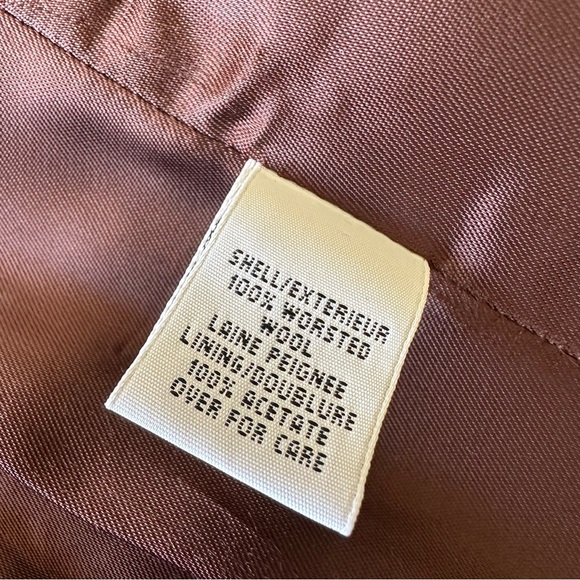 SHELL/EXTERIEUR
100% WORSTED
WOOL
LAINE PEIGNEE
LINING/DOUBLURE
100% ACETATE
OVER FOR CARE